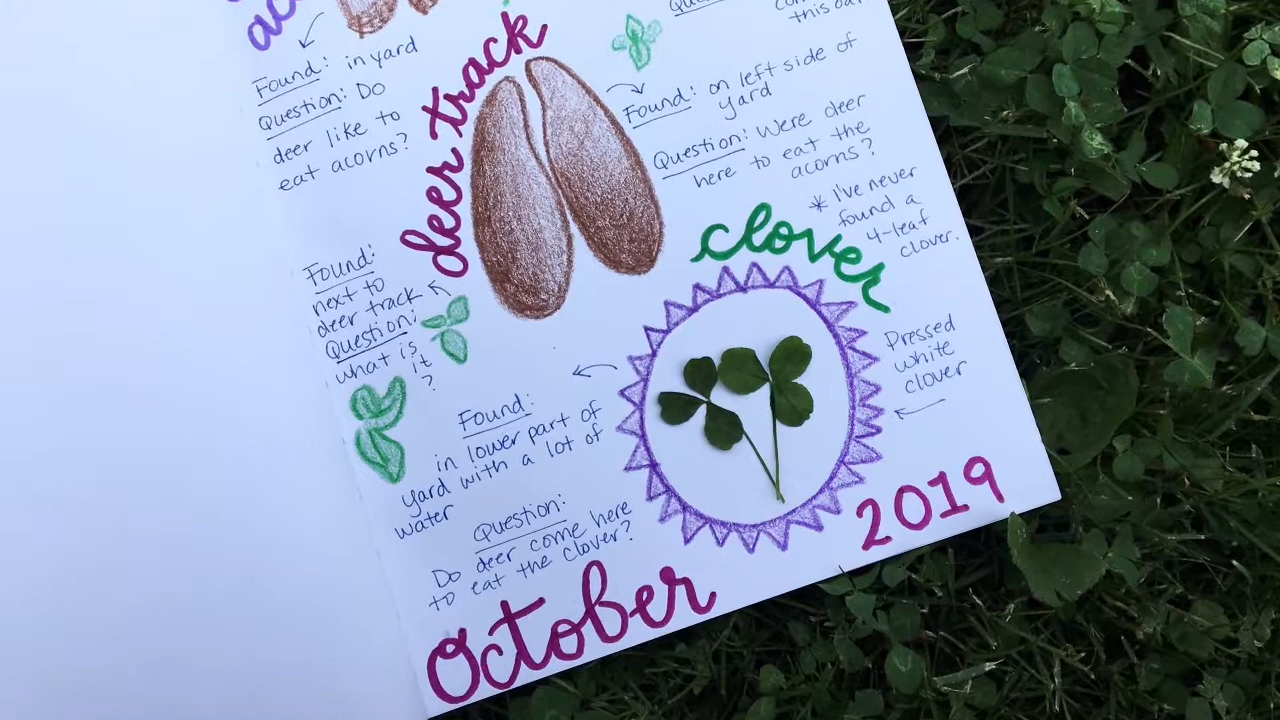 Found: in yard
Question: Do
deer like to
eat acorns?
deer track
this
Found: on left side of
yard
Question: Were deer
here to eat the
acorns?
* I've never
found a
4-leaf
clover.
clover
Found:
next to
deer track
Question:
what is
it
?
Pressed
white
clover
Found:
in lower part of
yard with a lot of
water
Question:
Do deer come here
to eat the clover?
October
2019